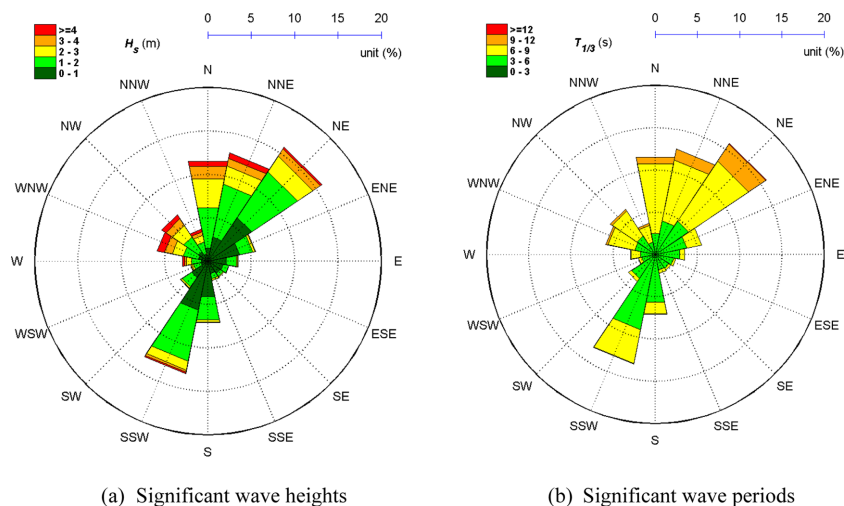 >=4
3 - 4
2 - 3
1 - 2
0 - 1
Hs (m)
0 5 10 15 20
unit (%)
N
NNE
NE
ENE
E
ESE
SE
SSE
S
SSW
SW
WSW
W
WNW
NW
NNW
(a) Significant wave heights
>=12
9 - 12
6 - 9
3 - 6
0 - 3
T1/3 (s)
0 5 10 15 20
unit (%)
N
NNE
NE
ENE
E
ESE
SE
SSE
S
SSW
SW
WSW
W
WNW
NW
NNW
(b) Significant wave periods